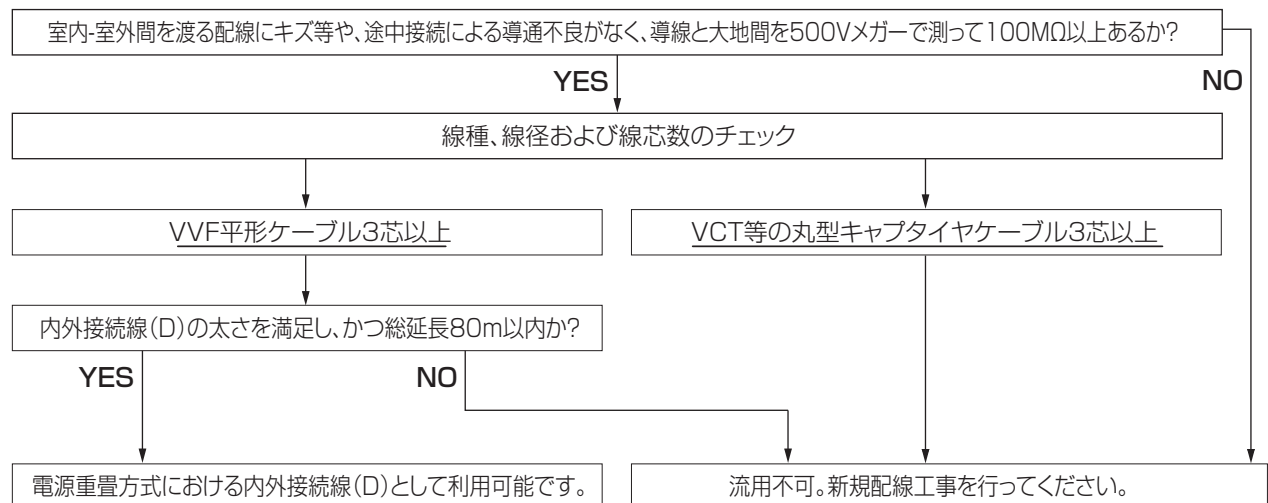 室内-室外間を渡る配線にキズ等や、途中接続による導通不良がなく、導線と大地間を500Vメガーで測って100MΩ以上あるか?
YES
NO
線種、線径および線芯数のチェック
VVF平形ケーブル3芯以上
VCT等の丸型キャプタイヤケーブル3芯以上
内外接続線(D)の太さを満足し、かつ総延長80m以内か?
YES
NO
電源重畳方式における内外接続線(D)として利用可能です。
流用不可。新規配線工事を行ってください。